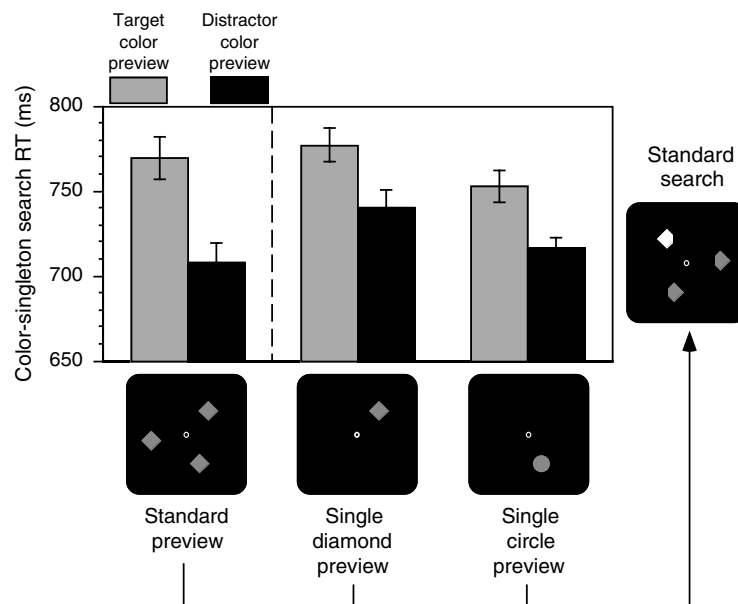 Target
color
preview
Distractor
color
preview
Color-singleton search RT (ms)
800
750
700
650
Standard
search
Standard
preview
Single
diamond
preview
Single
circle
preview